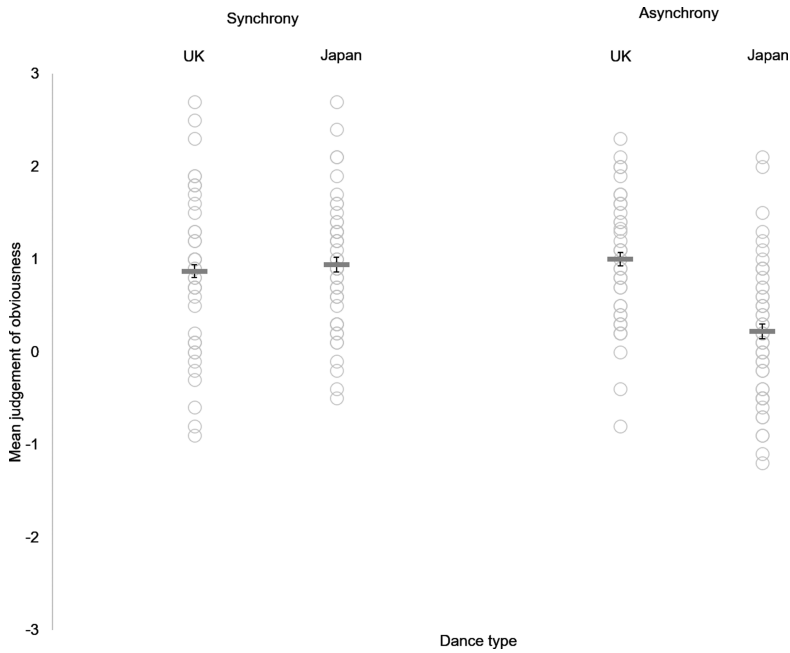 Synchrony
Asynchrony
UK
Japan
UK
Japan
3
2
1
0
-1
-2
-3
Mean judgement of obviousness
Dance type